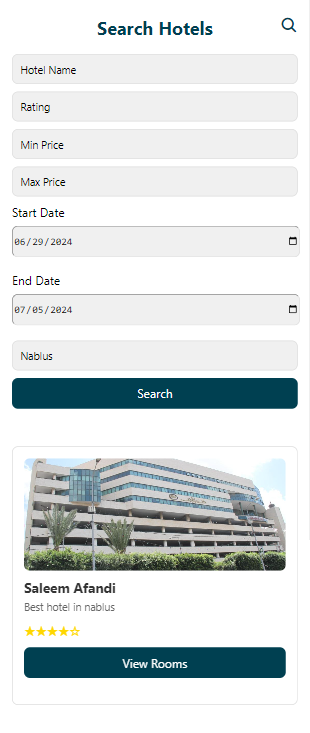 Search Hotels
Hotel Name
Rating
Min Price
Max Price
Start Date
06/29/2024
End Date
07/05/2024
Nablus
Search
Saleem Afandi
Best hotel in nablus
★★★★☆
View Rooms